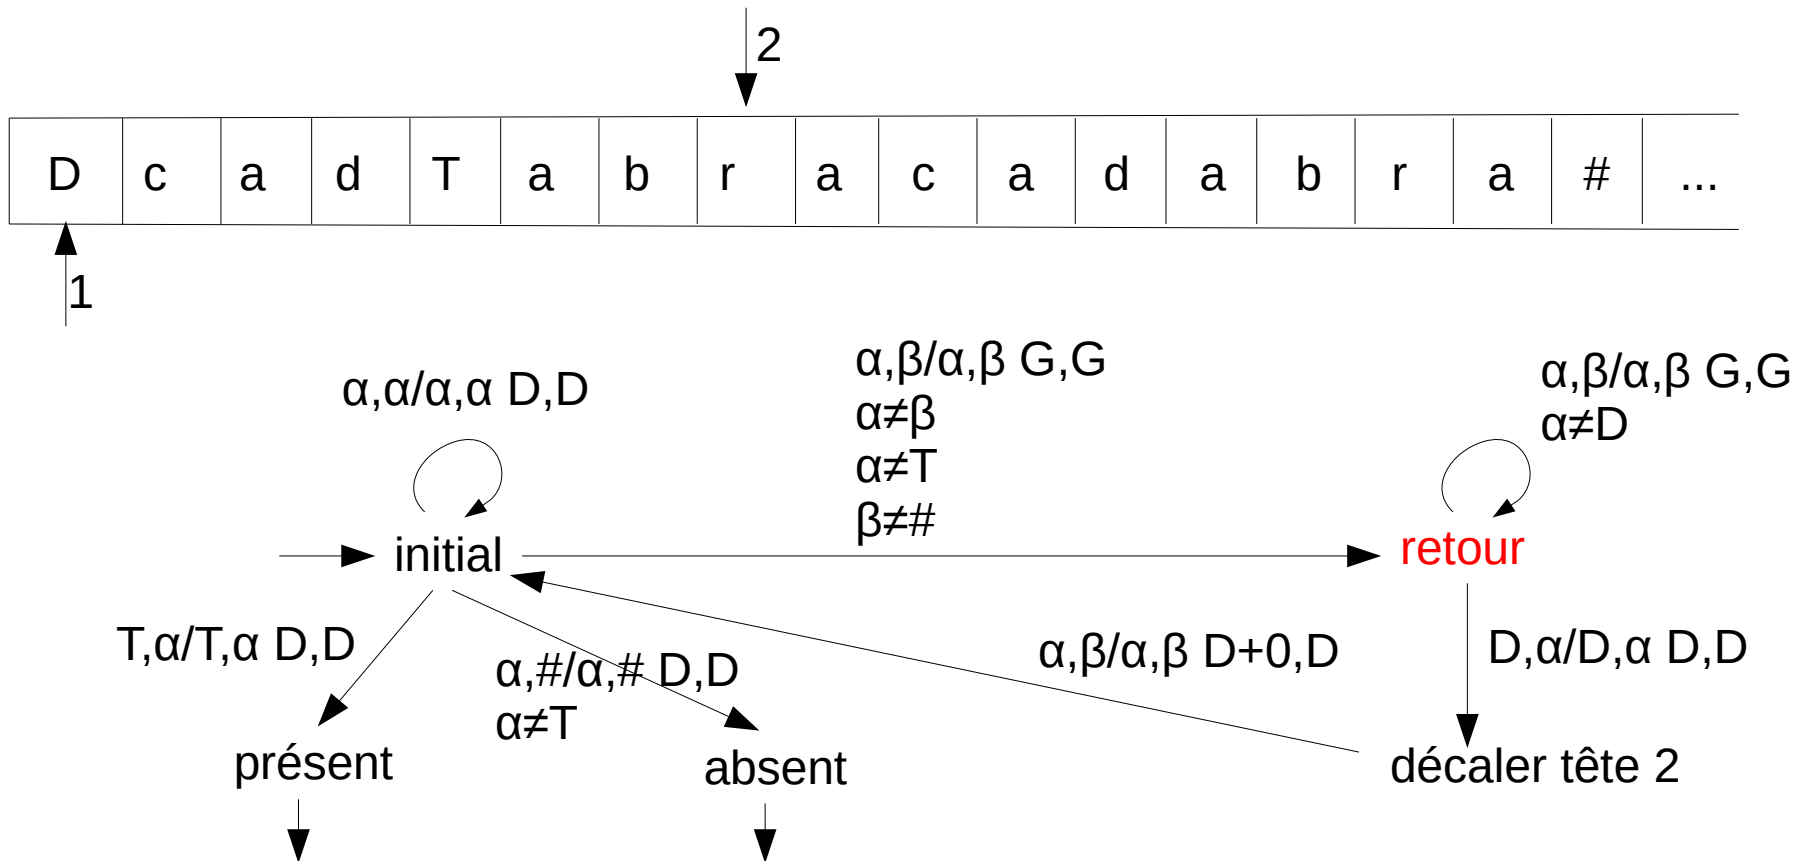 2
D c a d T a b r a c a d a b r a # ...
1
α,α/α,α D,D
α,β/α,β G,G
α≠β
α≠T
β≠#
α,β/α,β G,G
α≠D
initial
retour
T,α/T,α D,D
α,#/α,# D,D
α≠T
α,β/α,β D+0,D
D,α/D,α D,D
présent
absent
décaler tête 2